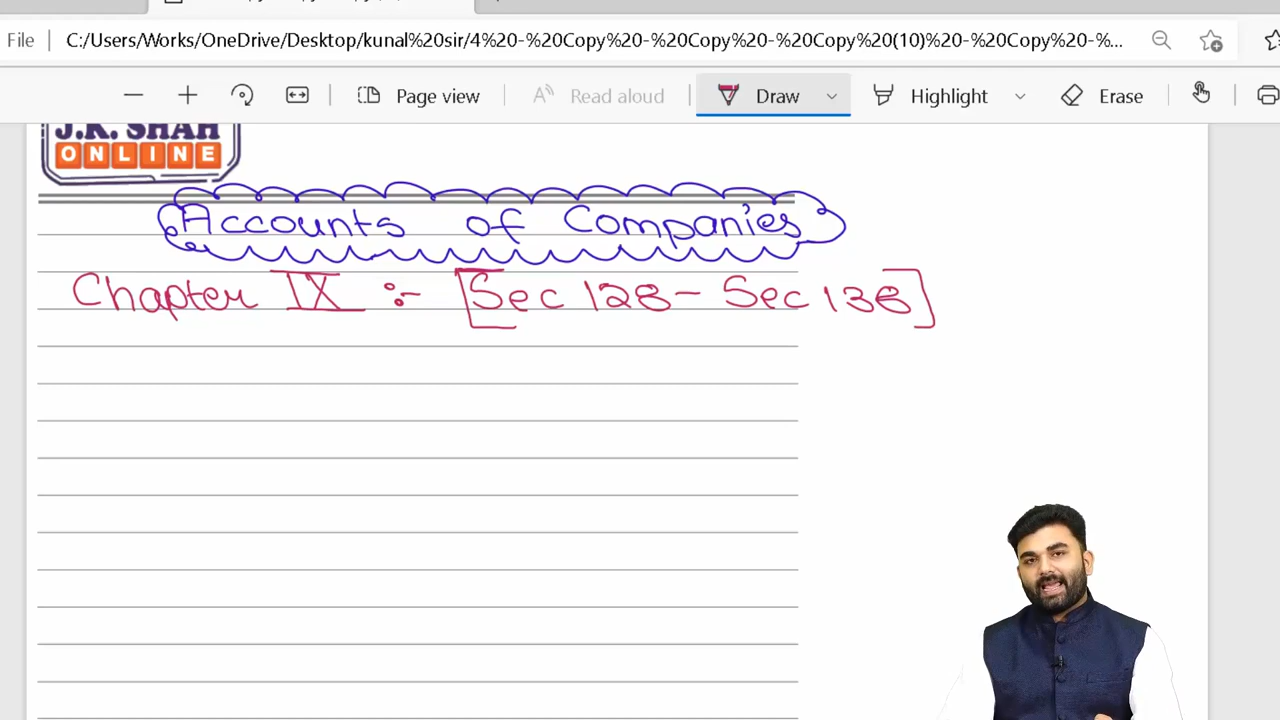 File C:/Users/Works/OneDrive/Desktop/kunal%20sir/4%20-%20Copy%20-%20Copy%20-%20Copy%20(10)%20-%20Copy%20-%...
Page view Read aloud Draw Highlight Erase
J.K. SHAH
ONLINE
Accounts of Companies
Chapter IX :- [Sec 128 - Sec 138]